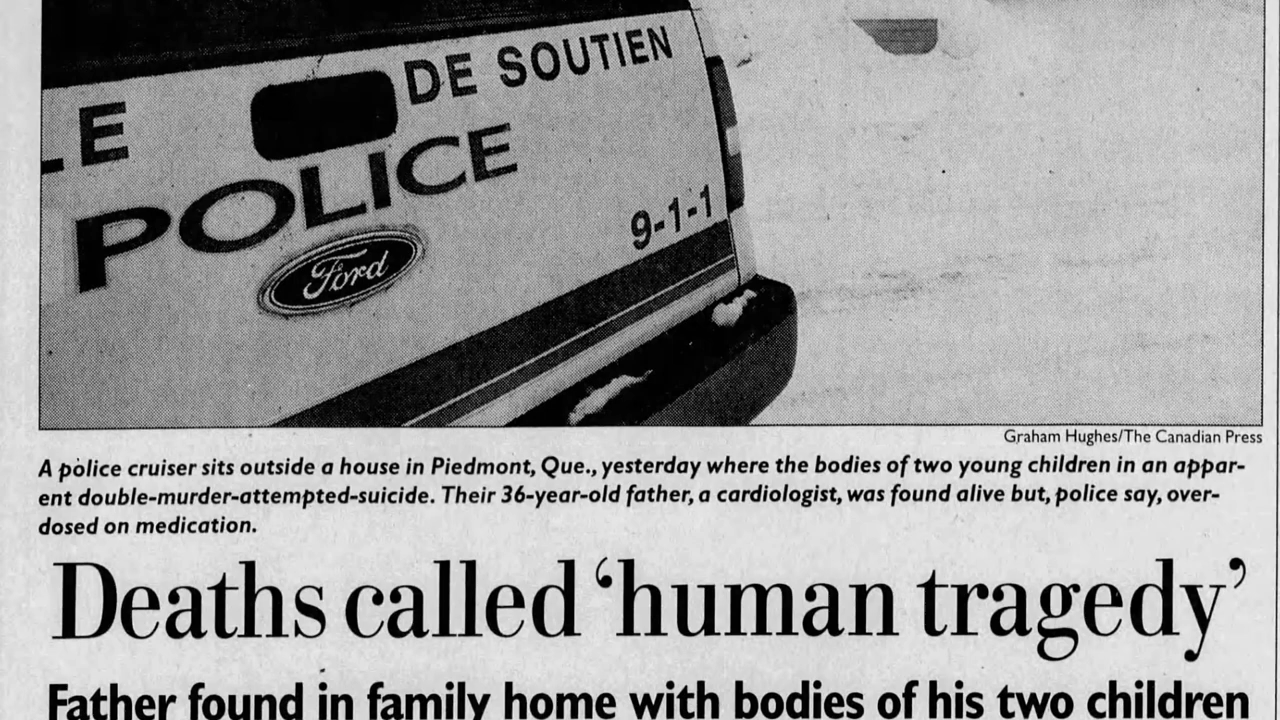 LE
DE SOUTIEN
POLICE
9-1-1
Ford
Graham Hughes/The Canadian Press
A police cruiser sits outside a house in Piedmont, Que., yesterday where the bodies of two young children in an appar-
ent double-murder-attempted-suicide. Their 36-year-old father, a cardiologist, was found alive but, police say, over-
dosed on medication.
Deaths called ‘human tragedy’
Father found in family home with bodies of his two children